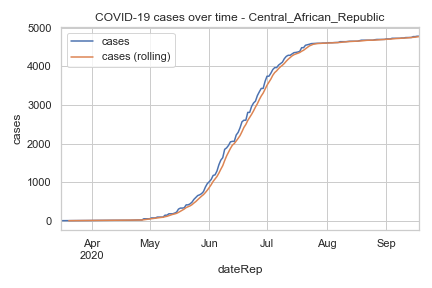 COVID-19 cases over time - Central_African_Republic
cases
cases (rolling)
5000
4000
3000
2000
1000
0
cases
Apr
2020
May
Jun
Jul
Aug
Sep
dateRep